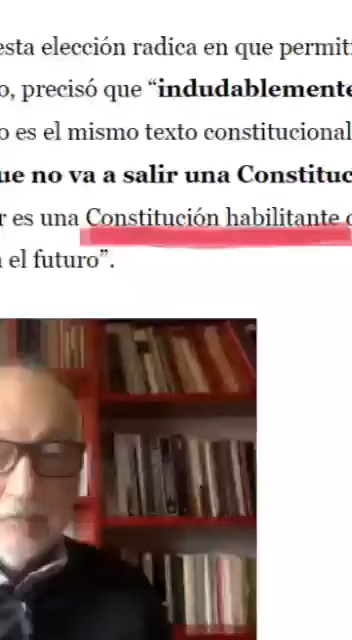 esta elección radica en que permiti
o, precisó que “indudablemente
o es el mismo texto constitucional
ue no va a salir una Constituc
r es una Constitución habilitante
el futuro”.